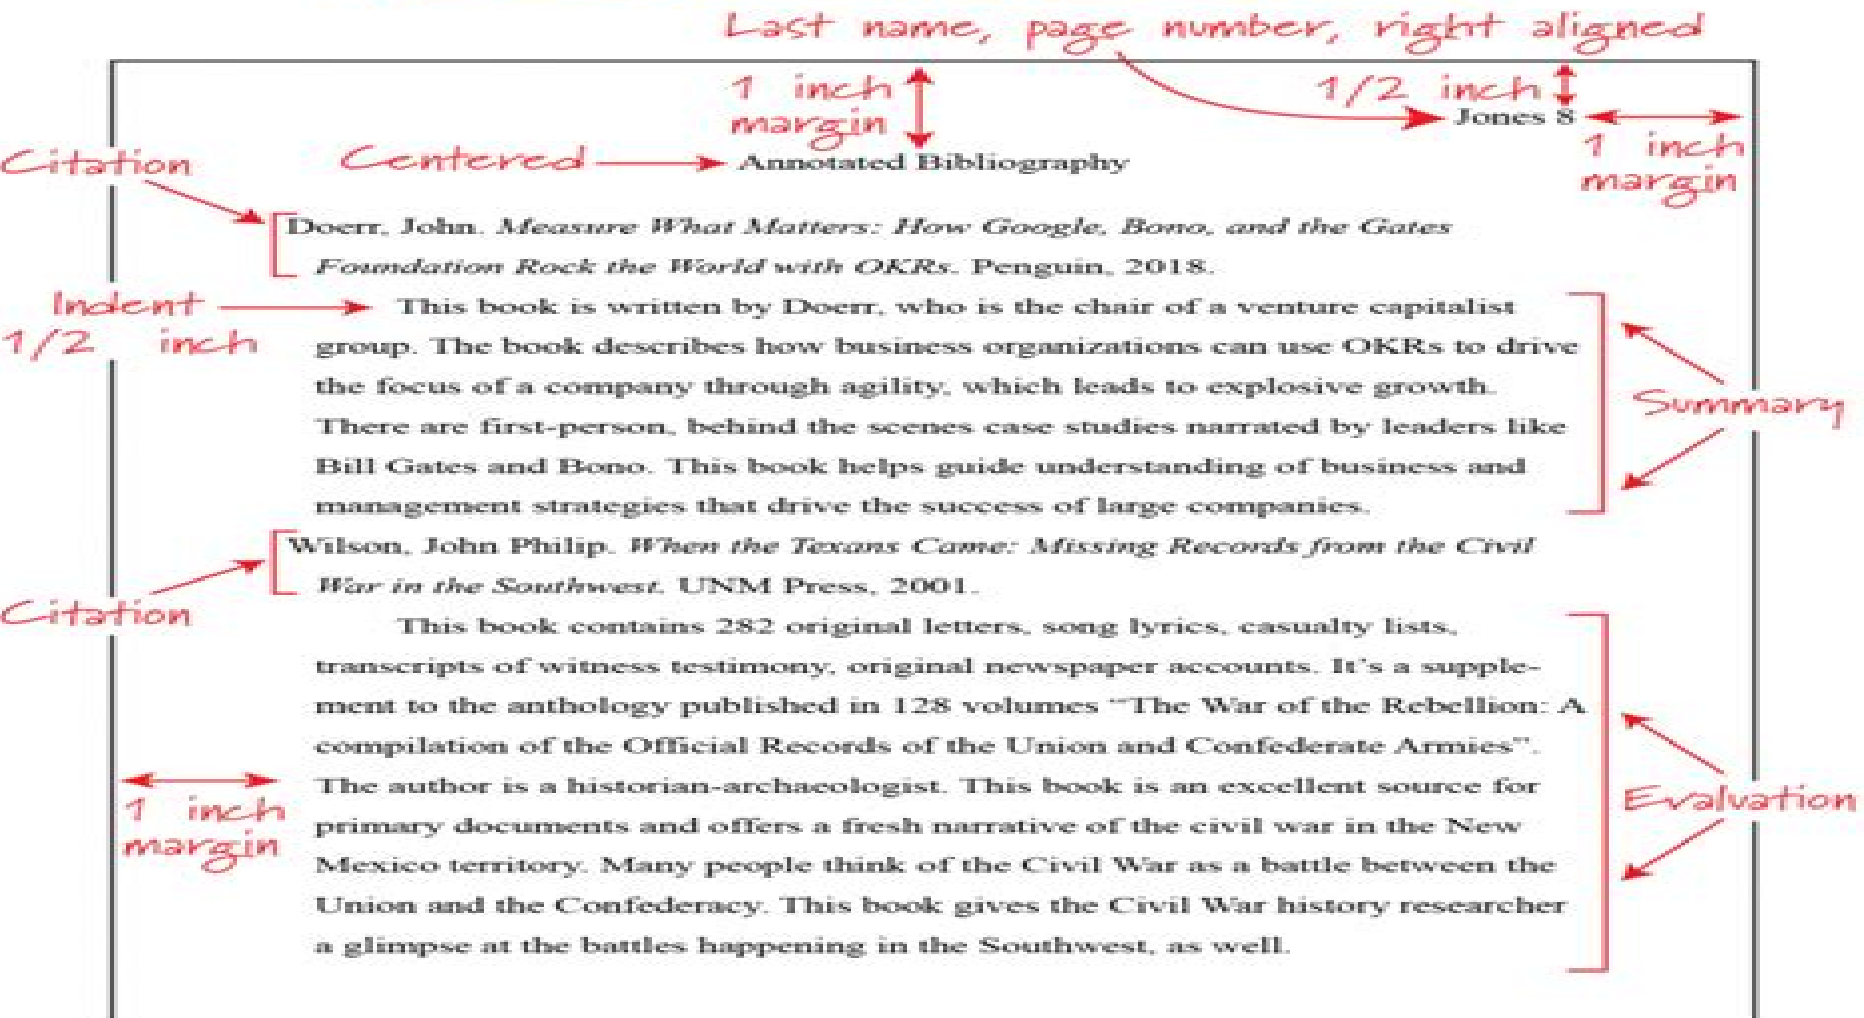 Last name, page number, right aligned
1 inch
margin
1/2 inch
Jones 8
1 inch
margin
Citation
Centered
Annotated Bibliography
Doerr, John. Measure What Matters: How Google, Bono, and the Gates
Foundation Rock the World with OKRs. Penguin, 2018.
Indent
1/2 inch
This book is written by Doerr, who is the chair of a venture capitalist
group. The book describes how business organizations can use OKRs to drive
the focus of a company through agility, which leads to explosive growth.
There are first-person, behind the scenes case studies narrated by leaders like
Bill Gates and Bono. This book helps guide understanding of business and
management strategies that drive the success of large companies.
Summary
Wilson, John Philip. When the Texans Came: Missing Records from the Civil
War in the Southwest. UNM Press, 2001.
Citation
This book contains 282 original letters, song lyrics, casualty lists,
transcripts of witness testimony, original newspaper accounts. It's a supple-
ment to the anthology published in 128 volumes "The War of the Rebellion: A
compilation of the Official Records of the Union and Confederate Armies".
The author is a historian-archaeologist. This book is an excellent source for
primary documents and offers a fresh narrative of the civil war in the New
Mexico territory. Many people think of the Civil War as a battle between the
Union and the Confederacy. This book gives the Civil War history researcher
a glimpse at the battles happening in the Southwest, as well.
Evaluation
1 inch
margin